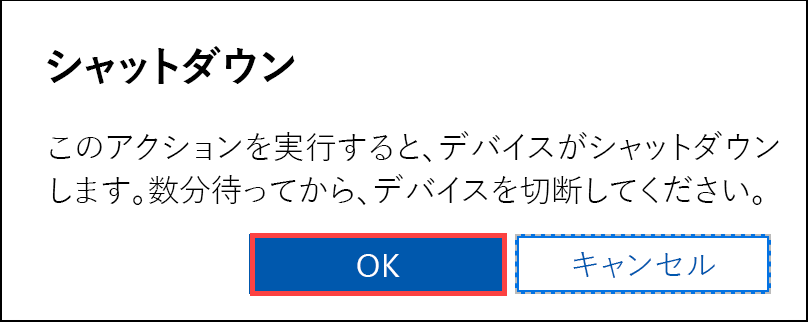 シャットダウン
このアクションを実行すると、デバイスがシャットダウン
します。数分待ってから、デバイスを切断してください。
OK
キャンセル